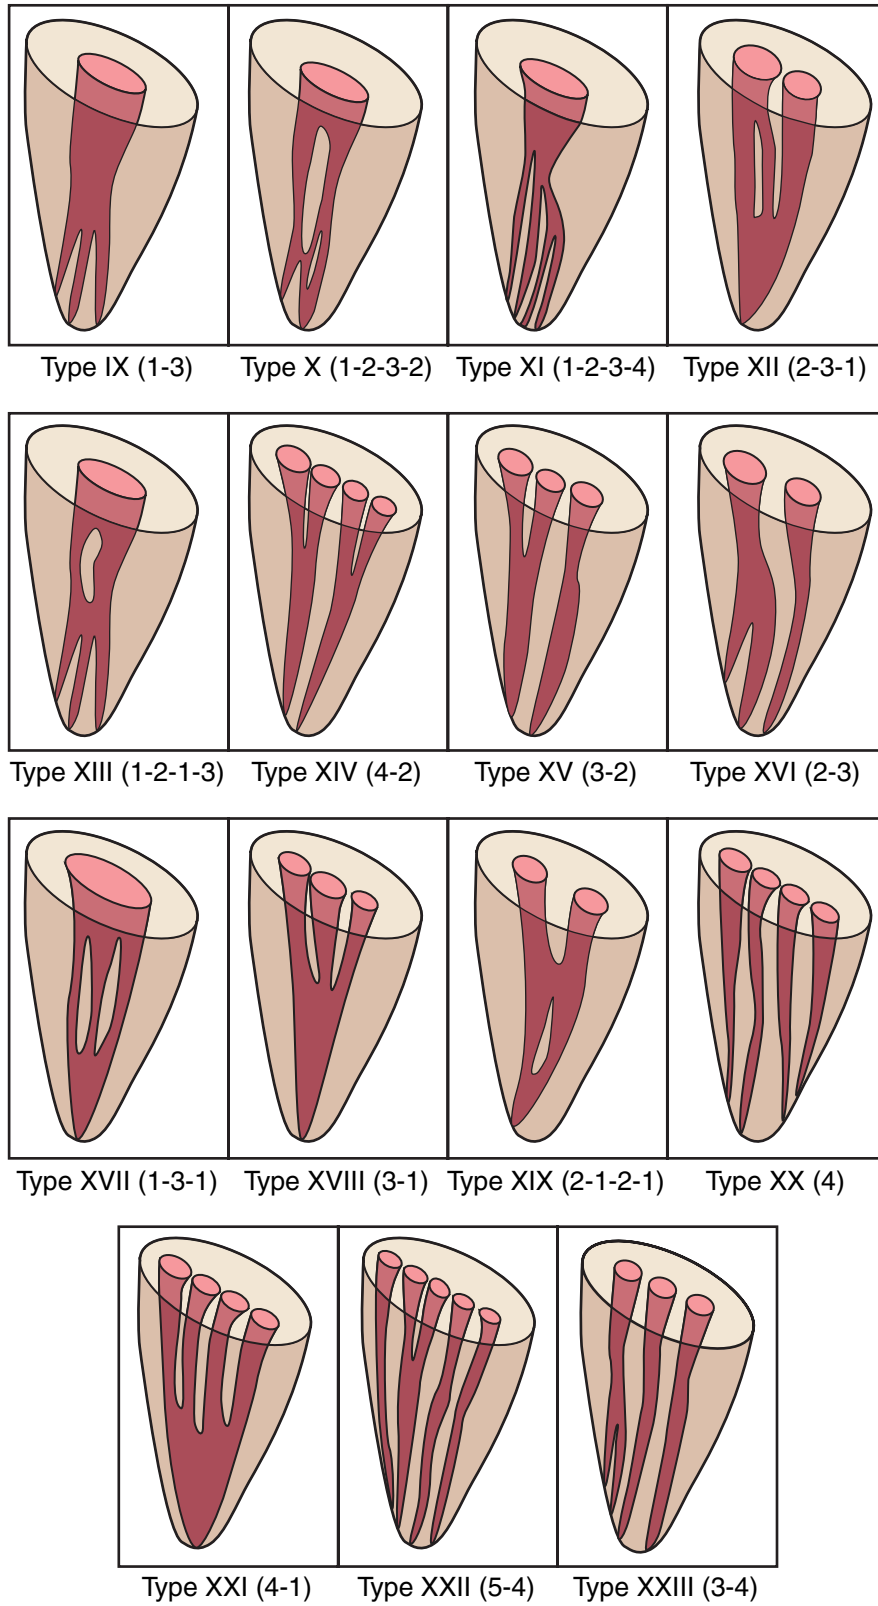 Type IX (1-3)
Type X (1-2-3-2)
Type XI (1-2-3-4)
Type XII (2-3-1)
Type XIII (1-2-1-3)
Type XIV (4-2)
Type XV (3-2)
Type XVI (2-3)
Type XVII (1-3-1)
Type XVIII (3-1)
Type XIX (2-1-2-1)
Type XX (4)
Type XXI (4-1)
Type XXII (5-4)
Type XXIII (3-4)